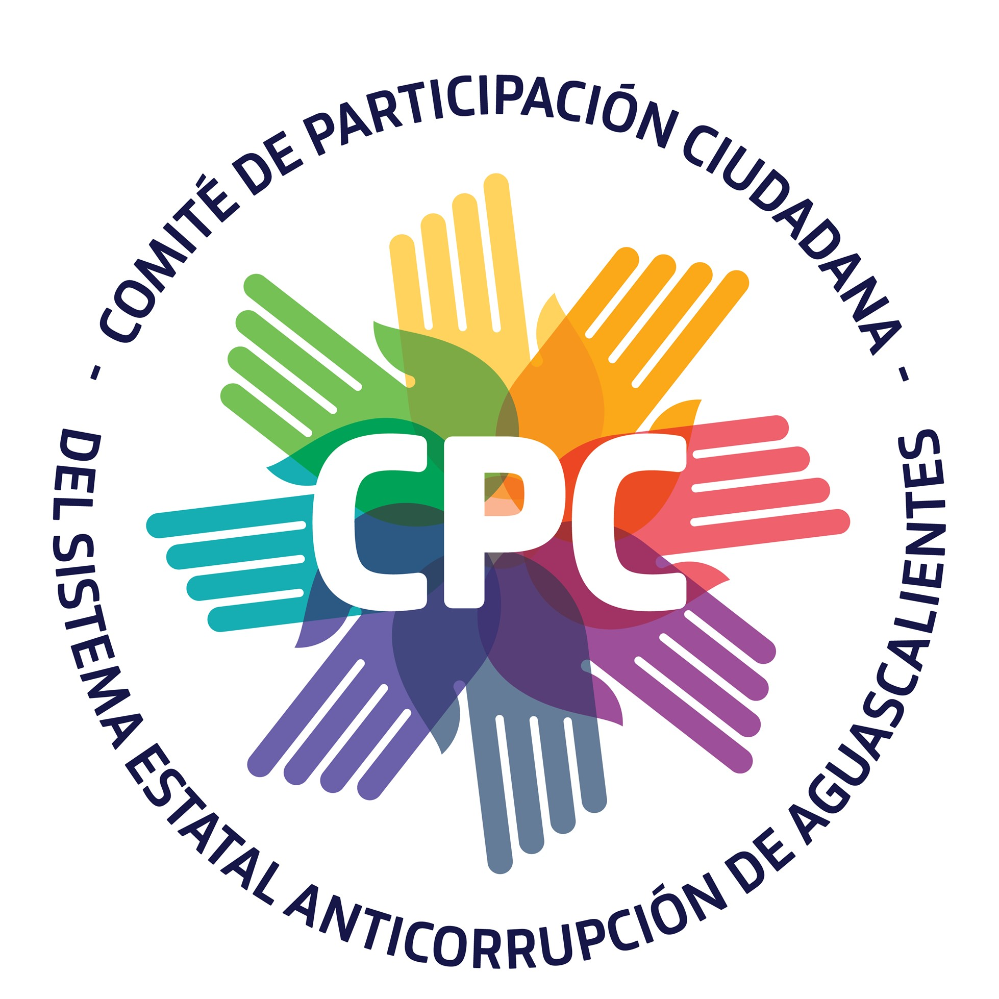 COMITÉ DE PARTICIPACIÓN CIUDADANA
CPC
- DEL SISTEMA ESTATAL ANTICORRUPCIÓN DE AGUASCALIENTES -